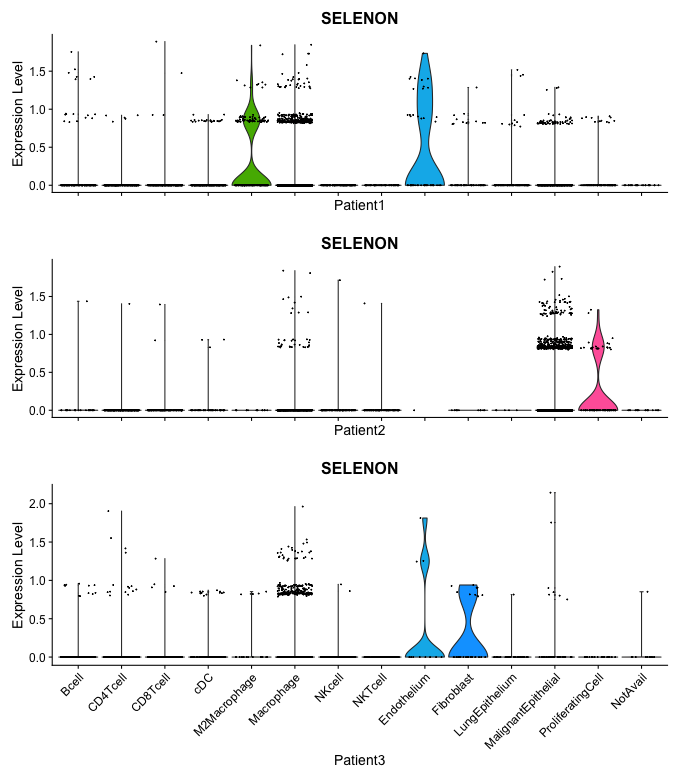 SELENON
Expression Level
1.5
1.0
0.5
0.0
Patient1
SELENON
Expression Level
1.5
1.0
0.5
0.0
Patient2
SELENON
Expression Level
2.0
1.5
1.0
0.5
0.0
Bcell
CD4Tcell
CD8Tcell
cDC
M2Macrophage
Macrophage
NKcell
NKTcell
Endothelium
Fibroblast
LungEpithelium
MalignantEpithelial
ProliferatingCell
NotAvail
Patient3